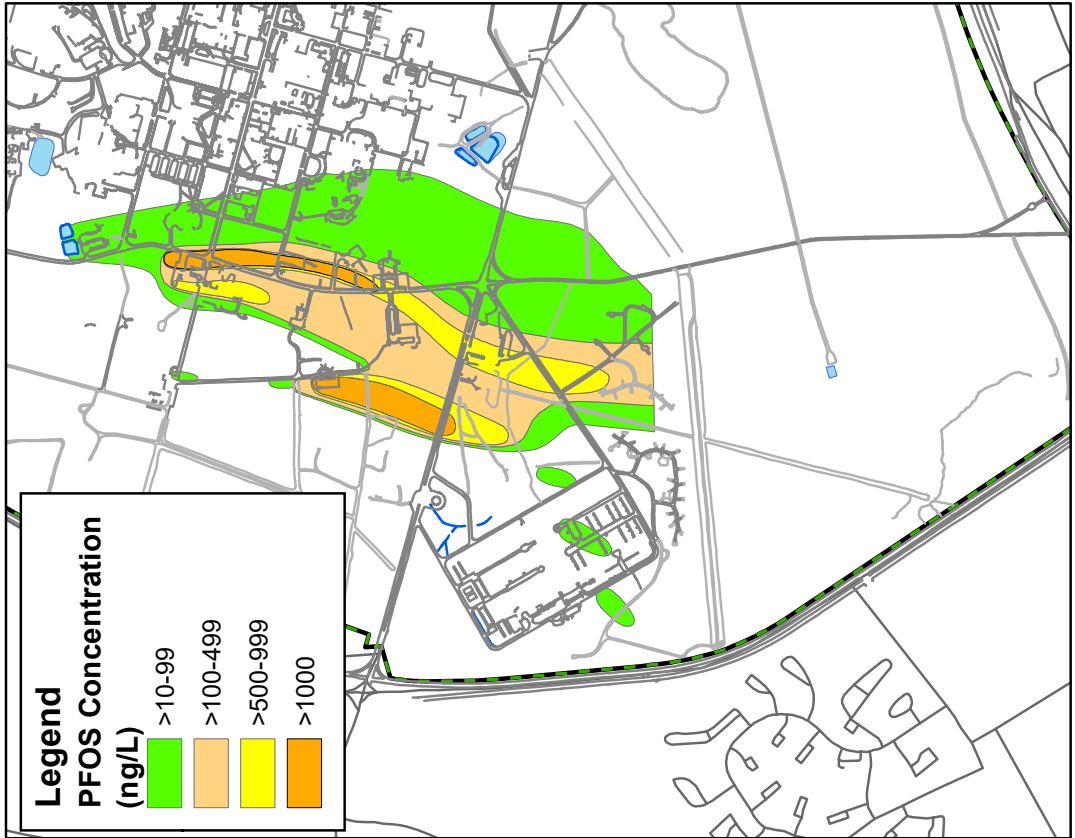 Legend
PFOS Concentration
(ng/L)
>10-99
>100-499
>500-999
>1000